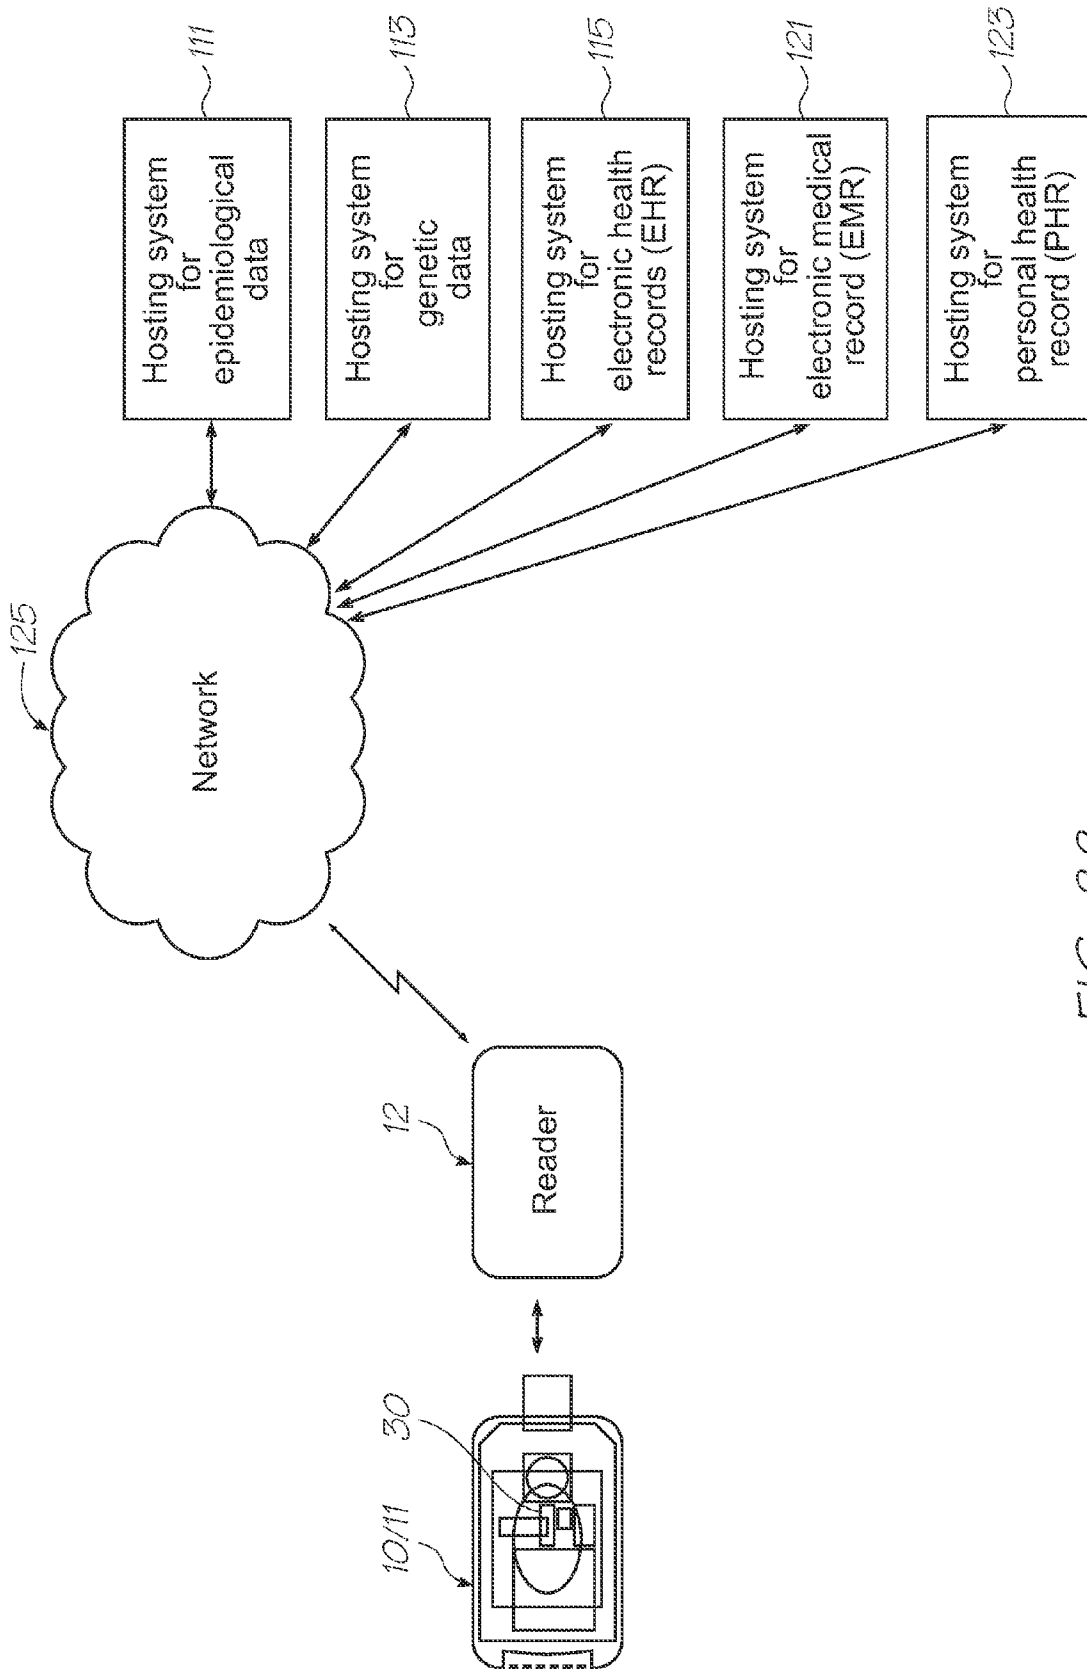 125
Network
10/11
30
12
Reader
Hosting system
for
epidemiological
data
111
Hosting system
for
genetic
data
113
Hosting system
for
electronic health
records (EHR)
115
Hosting system
for
electronic medical
record (EMR)
121
Hosting system
for
personal health
record (PHR)
123
FIG.